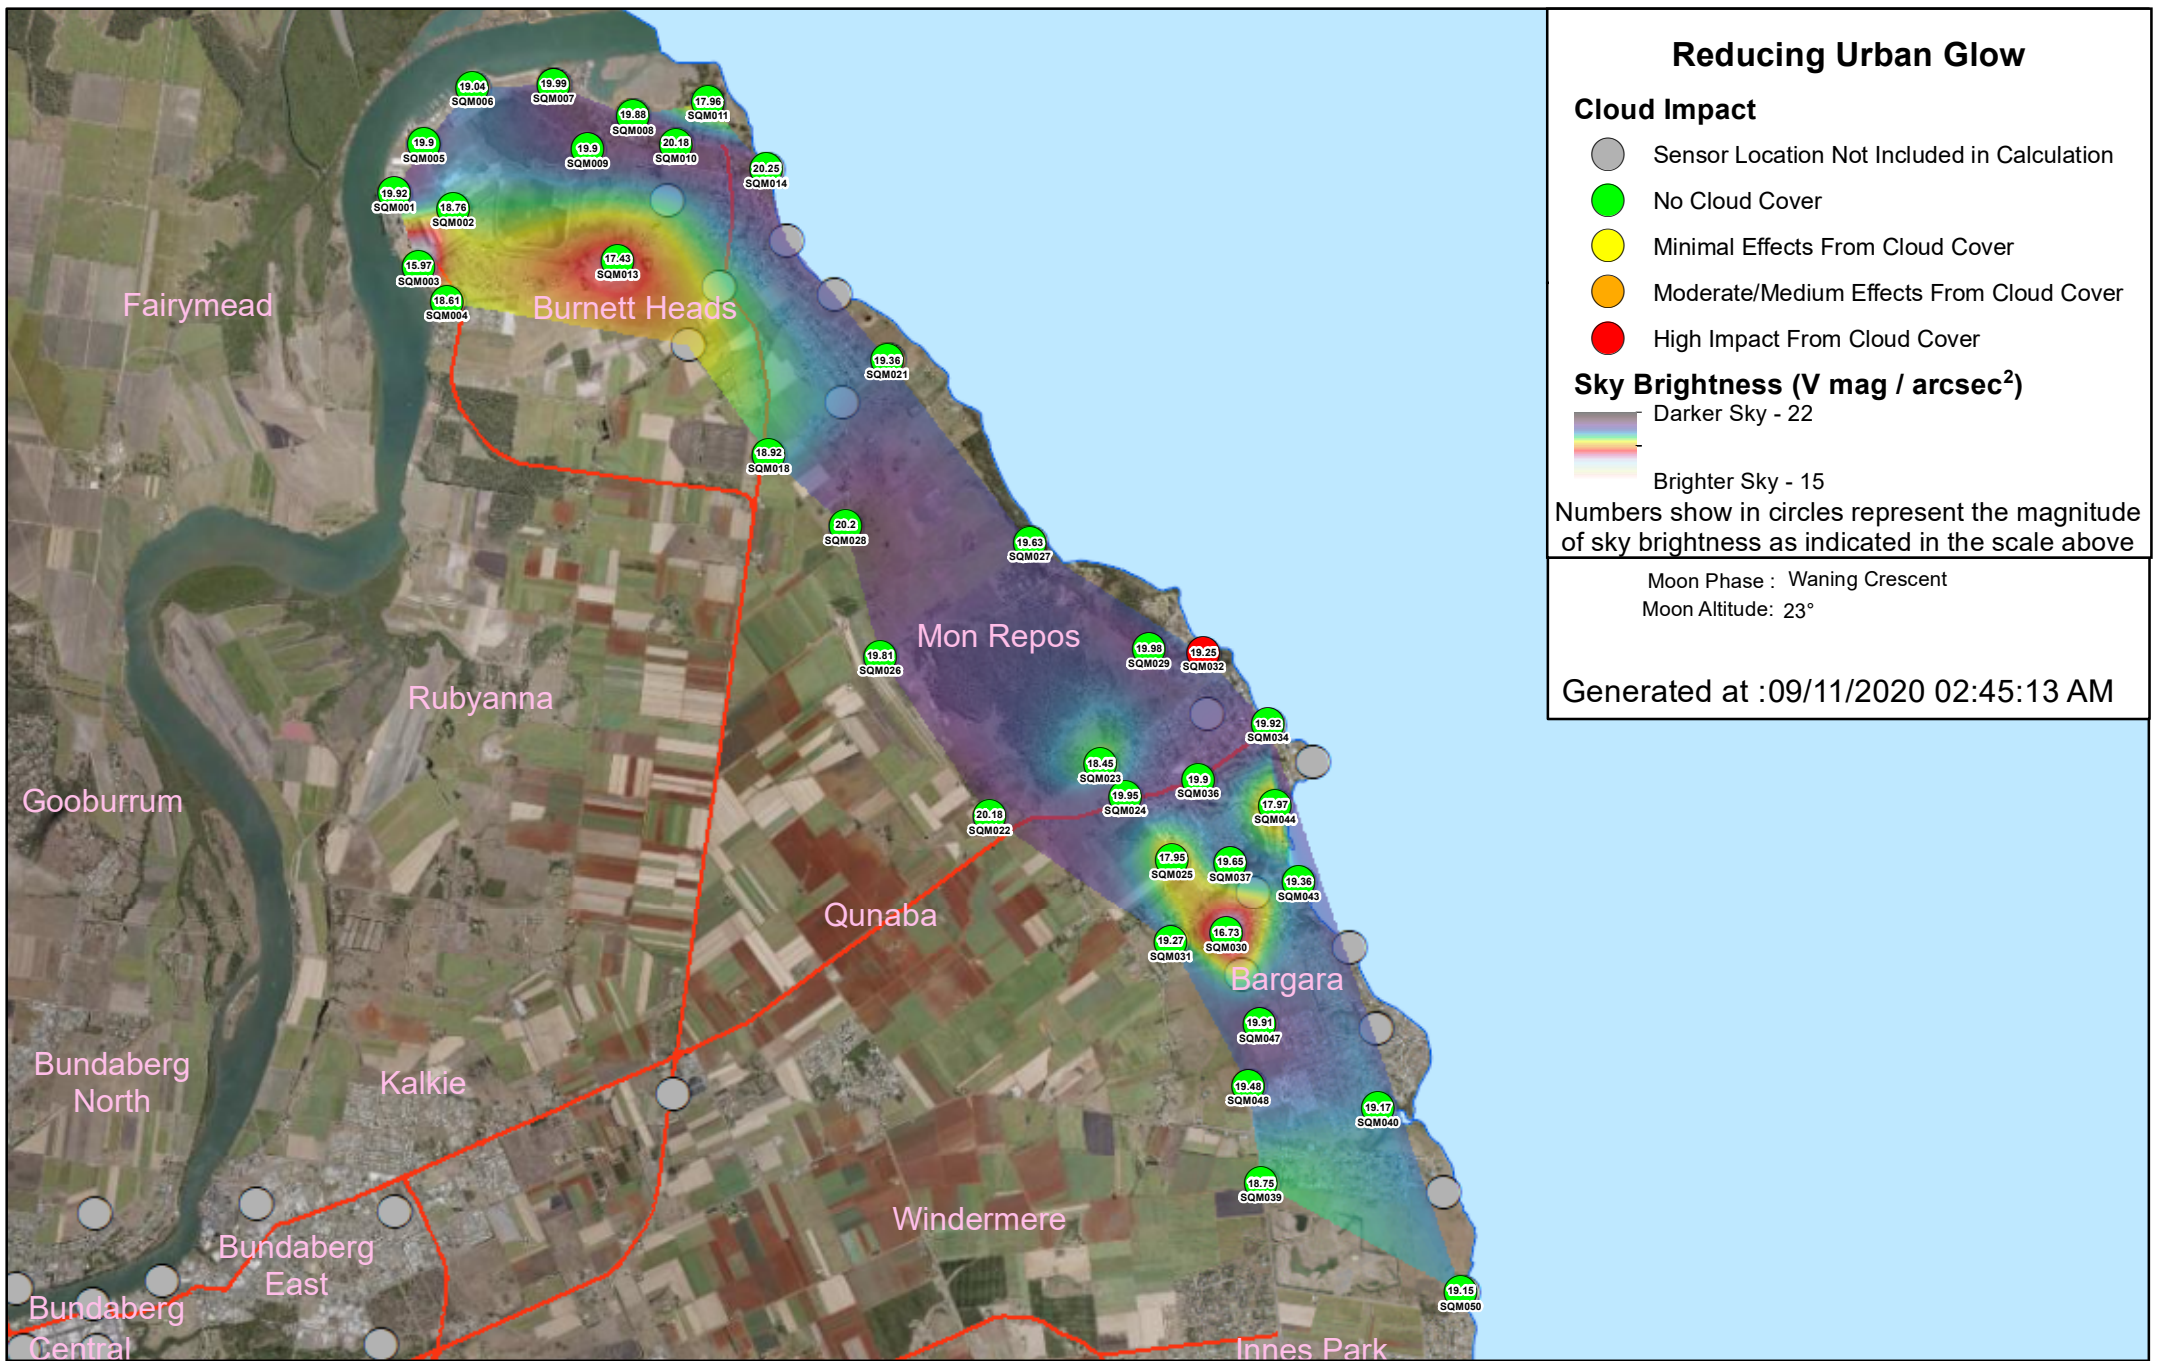 Reducing Urban Glow
Cloud Impact
Sensor Location Not Included in Calculation
No Cloud Cover
Minimal Effects From Cloud Cover
Moderate/Medium Effects From Cloud Cover
High Impact From Cloud Cover
Sky Brightness (V mag / arcsec²)
Darker Sky - 22
Brighter Sky - 15
Numbers show in circles represent the magnitude
of sky brightness as indicated in the scale above
Moon Phase : Waning Crescent
Moon Altitude: 23°
Generated at :09/11/2020 02:45:13 AM
19.04
SQM006
19.99
SQM007
19.88
SQM008
17.96
SQM011
19.9
SQM005
19.9
SQM009
20.18
SQM010
20.25
SQM014
19.92
SQM001
18.76
SQM002
15.97
SQM003
17.43
SQM013
18.61
SQM004
Fairymead
Burnett Heads
19.36
SQM021
18.92
SQM018
20.2
SQM028
19.63
SQM027
Mon Repos
19.81
SQM026
19.98
SQM029
19.25
SQM032
Rubyanna
19.92
SQM034
18.45
SQM023
19.9
SQM036
19.95
SQM024
17.97
SQM044
20.18
SQM022
Gooburrum
17.95
SQM025
19.65
SQM037
19.36
SQM043
Qunaba
19.27
SQM031
16.73
SQM030
Bargara
19.91
SQM047
Bundaberg
North
Kalkie
19.48
SQM048
19.17
SQM040
18.75
SQM039
Windermere
Bundaberg
East
19.15
SQM050
Bundaberg
Central
Innes Park